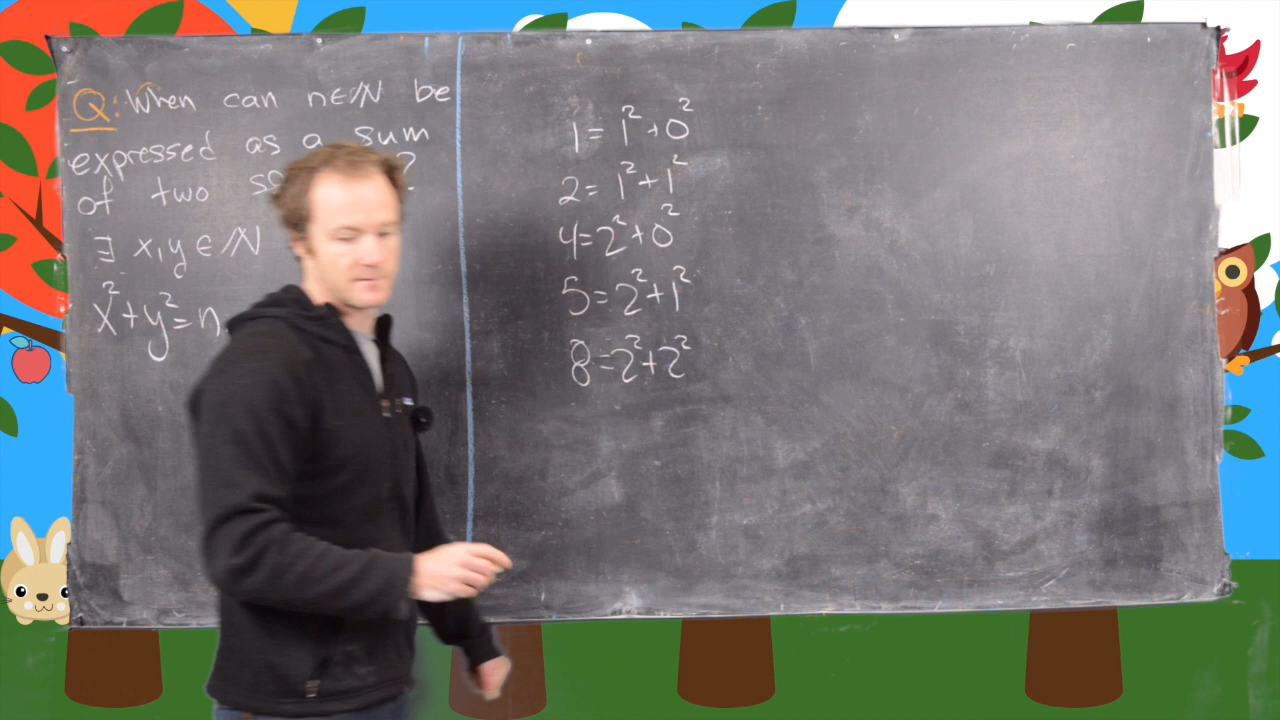 Q: When can n∈ℕ be
expressed as a sum
of two ?
∃ x,y ∈ ℕ
x²+y²=n
1=1²+0²
2=1²+1²
4=2²+0²
5=2²+1²
8=2²+2²